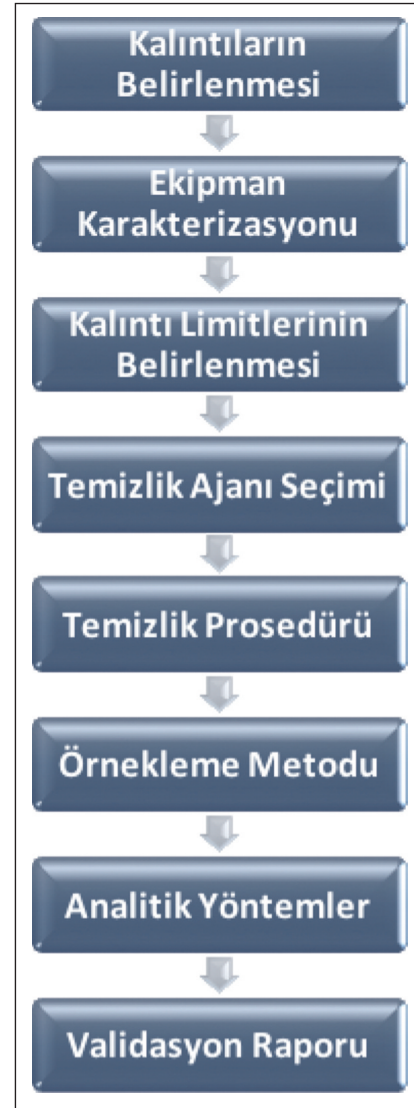 Kalıntıların
Belirlenmesi
Ekipman
Karakterizasyonu
Kalıntı Limitlerinin
Belirlenmesi
Temizlik Ajanı Seçimi
Temizlik Prosedürü
Örnekleme Metodu
Analitik Yöntemler
Validasyon Raporu